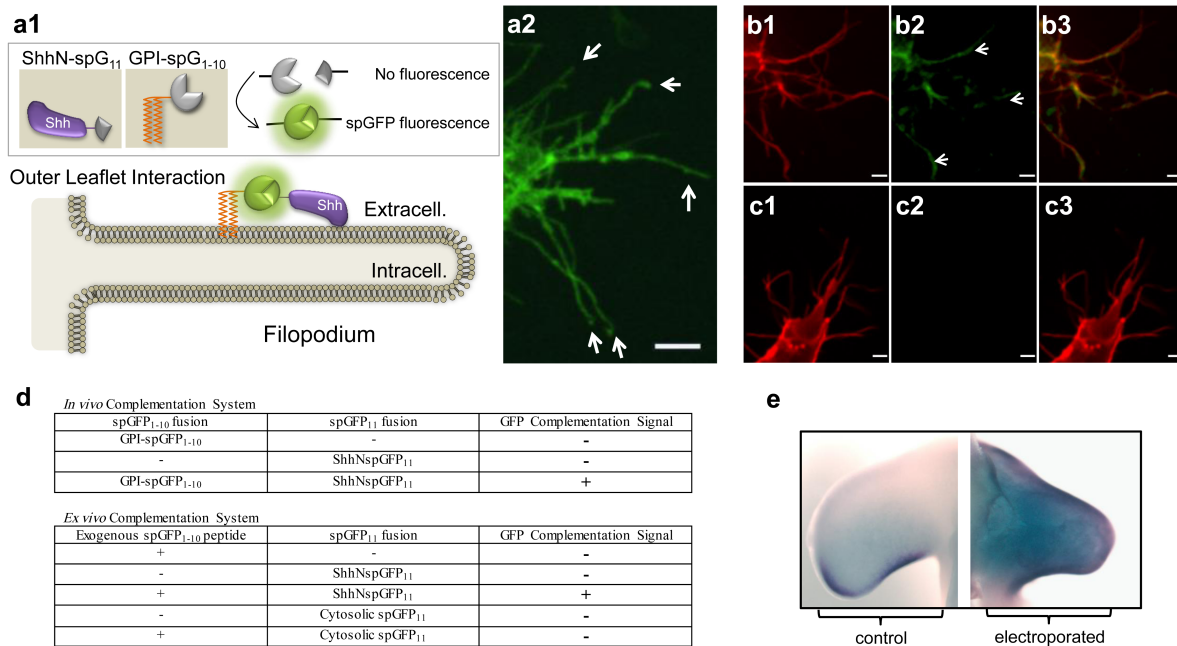 a1
ShhN-spG11 GPI-spG1-10
No fluorescence
spGFP fluorescence
Shh
Outer Leaflet Interaction
Shh
Extracell.
Intracell.
Filopodium
a2
b1 b2 b3
c1 c2 c3
d
In vivo Complementation System
spGFP1-10 fusion spGFP11 fusion GFP Complementation Signal
GPI-spGFP1-10 - -
- ShhNspGFP11 -
GPI-spGFP1-10 ShhNspGFP11 +
Ex vivo Complementation System
Exogenous spGFP1-10 peptide spGFP11 fusion GFP Complementation Signal
+ - -
- ShhNspGFP11 -
+ ShhNspGFP11 +
- Cytosolic spGFP11 -
+ Cytosolic spGFP11 -
e
control electroporated